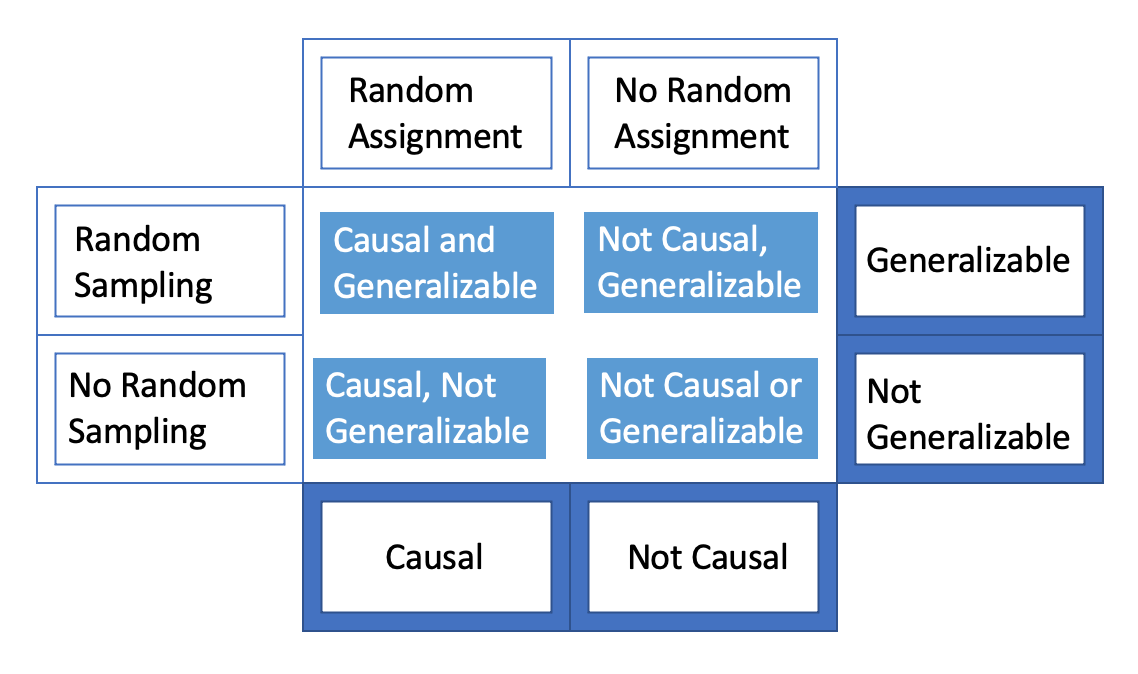 Random
Assignment
No Random
Assignment
Random
Sampling
Causal and
Generalizable
Not Causal,
Generalizable
Generalizable
No Random
Sampling
Causal, Not
Generalizable
Not Causal or
Generalizable
Not
Generalizable
Causal
Not Causal